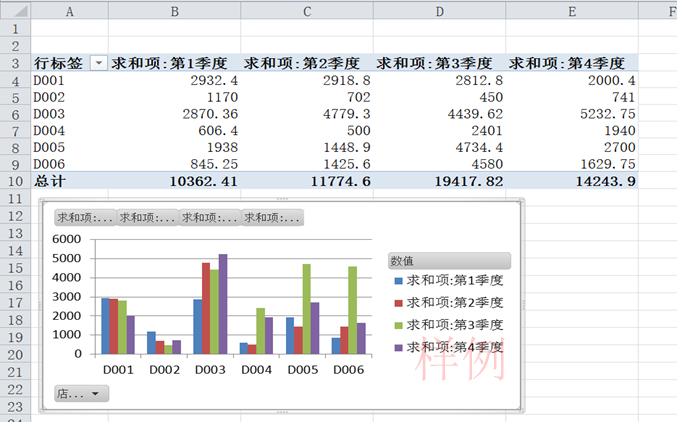 A B C D E F
1
2
3 行标签 求和项:第1季度 求和项:第2季度 求和项:第3季度 求和项:第4季度
4 D001 2932.4 2918.8 2812.8 2000.4
5 D002 1170 702 450 741
6 D003 2870.36 4779.3 4439.62 5232.75
7 D004 606.4 500 2401 1940
8 D005 1938 1448.9 4734.4 2700
9 D006 845.25 1425.6 4580 1629.75
10 总计 10362.41 11774.6 19417.82 14243.9
11
12 求和项:... 求和项:... 求和项:... 求和项:...
13
14
15
16
17
18
19
20
21
22
23
6000
5000
4000
3000
2000
1000
0
D001 D002 D003 D004 D005 D006
数值
求和项:第1季度
求和项:第2季度
求和项:第3季度
求和项:第4季度
样例
店...